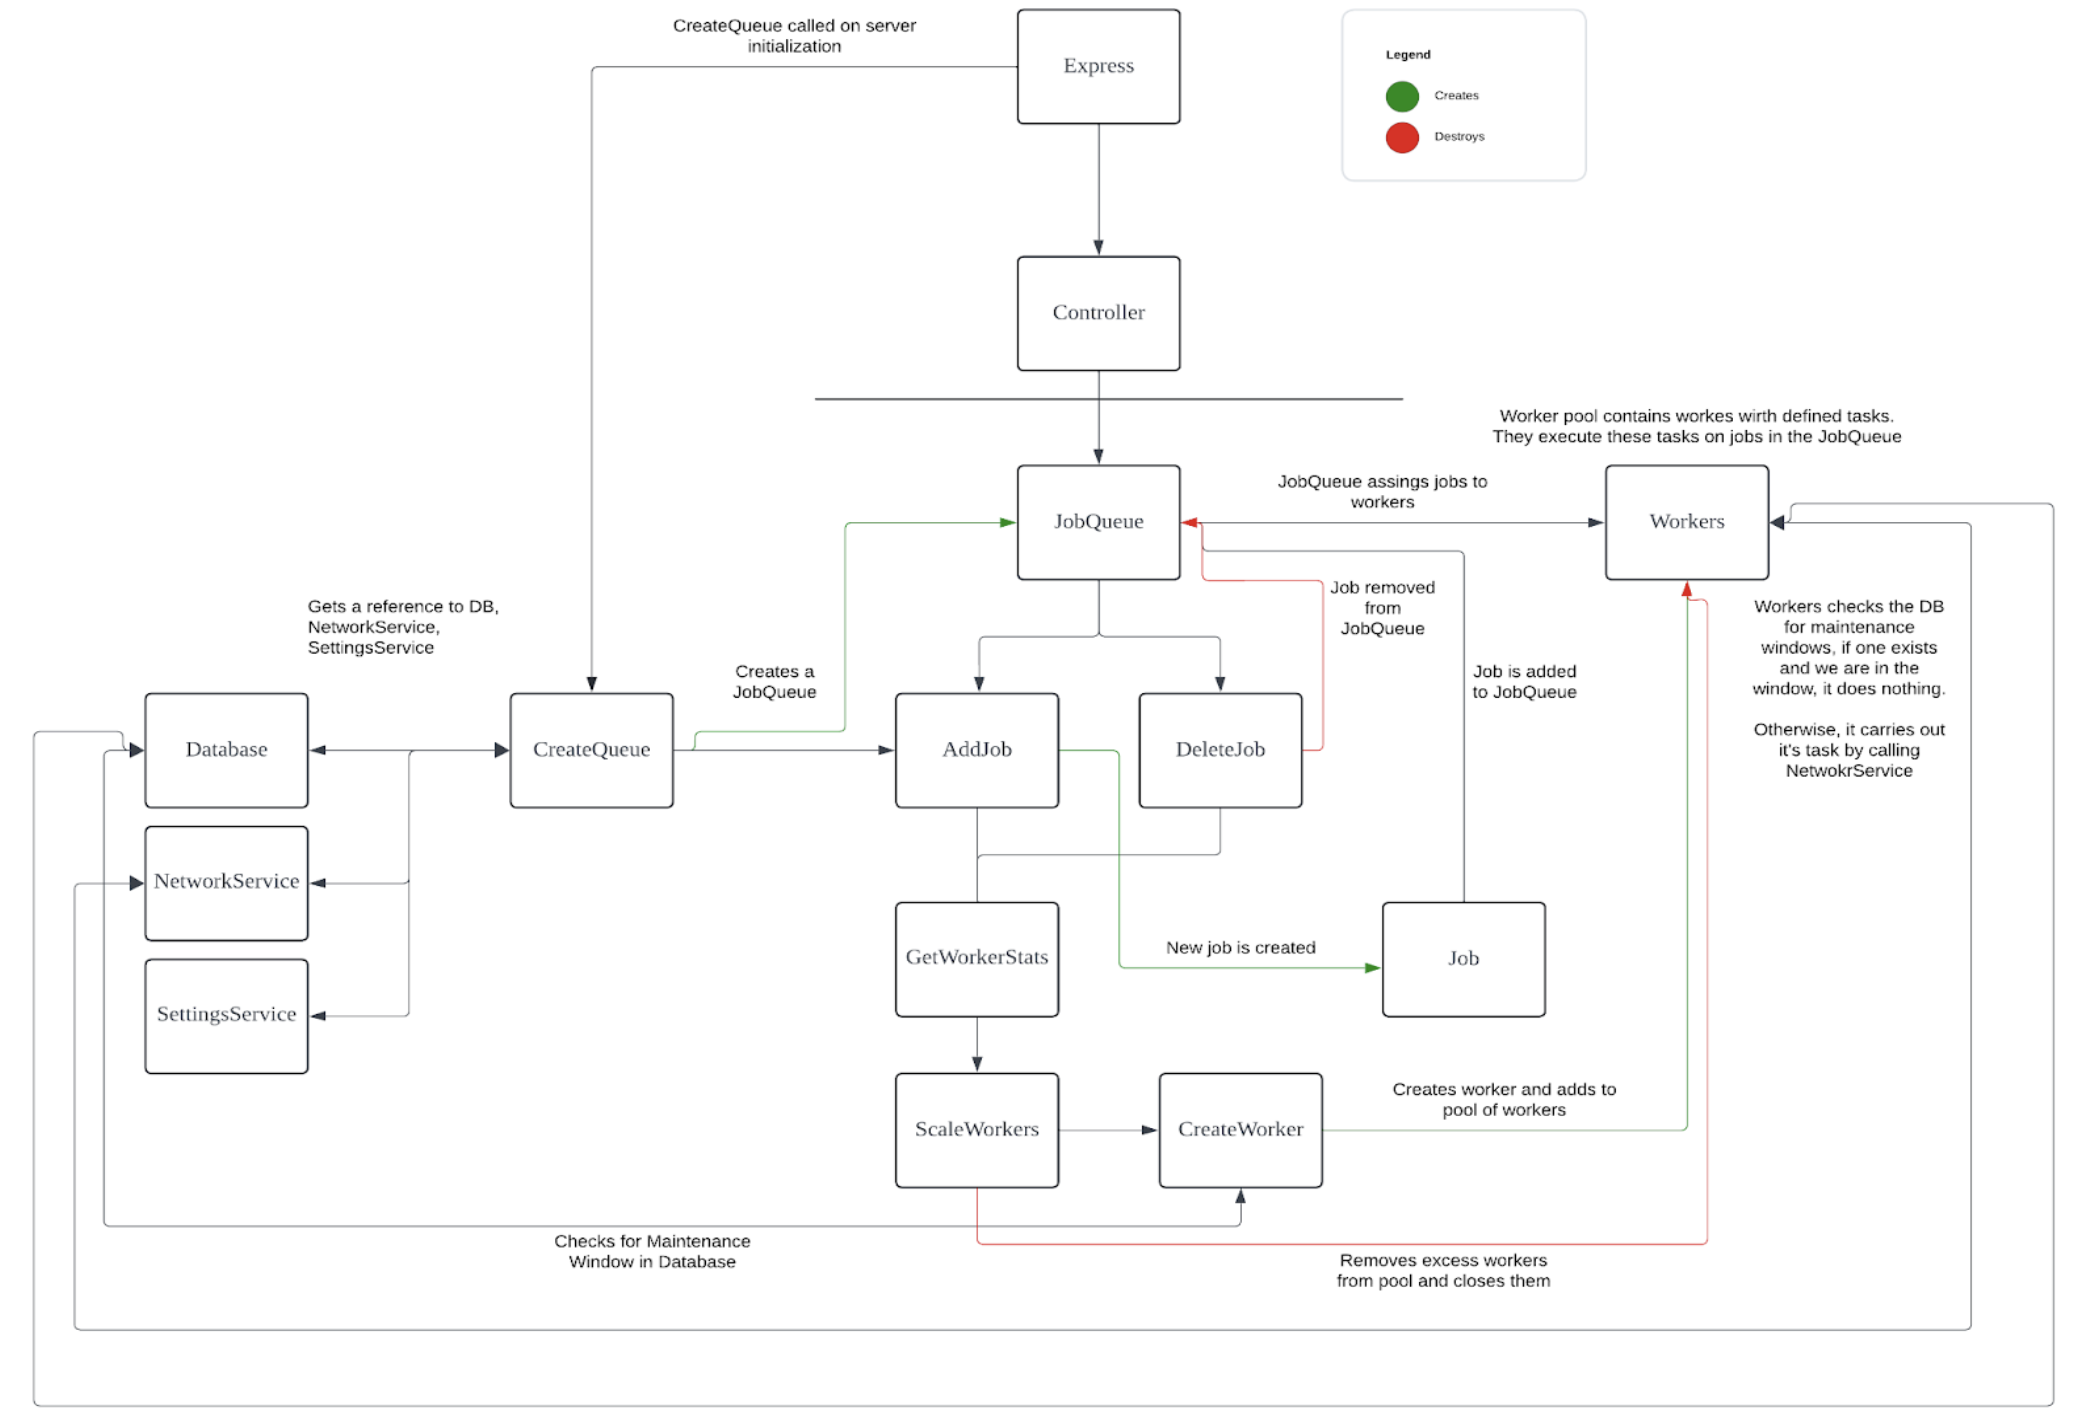 CreateQueue called on server
initialization
Express
Legend
Creates
Destroys
Controller
Worker pool contains workes wirth defined tasks.
They execute these tasks on jobs in the JobQueue
JobQueue
JobQueue assings jobs to
workers
Workers
Job removed
from
JobQueue
Gets a reference to DB,
NetworkService,
SettingsService
Creates a
JobQueue
Job is added
to JobQueue
Workers checks the DB
for maintenance
windows, if one exists
and we are in the
window, it does nothing.
Otherwise, it carries out
it's task by calling
NetwokrService
Database
CreateQueue
AddJob
DeleteJob
NetworkService
SettingsService
GetWorkerStats
New job is created
Job
ScaleWorkers
CreateWorker
Creates worker and adds to
pool of workers
Checks for Maintenance
Window in Database
Removes excess workers
from pool and closes them